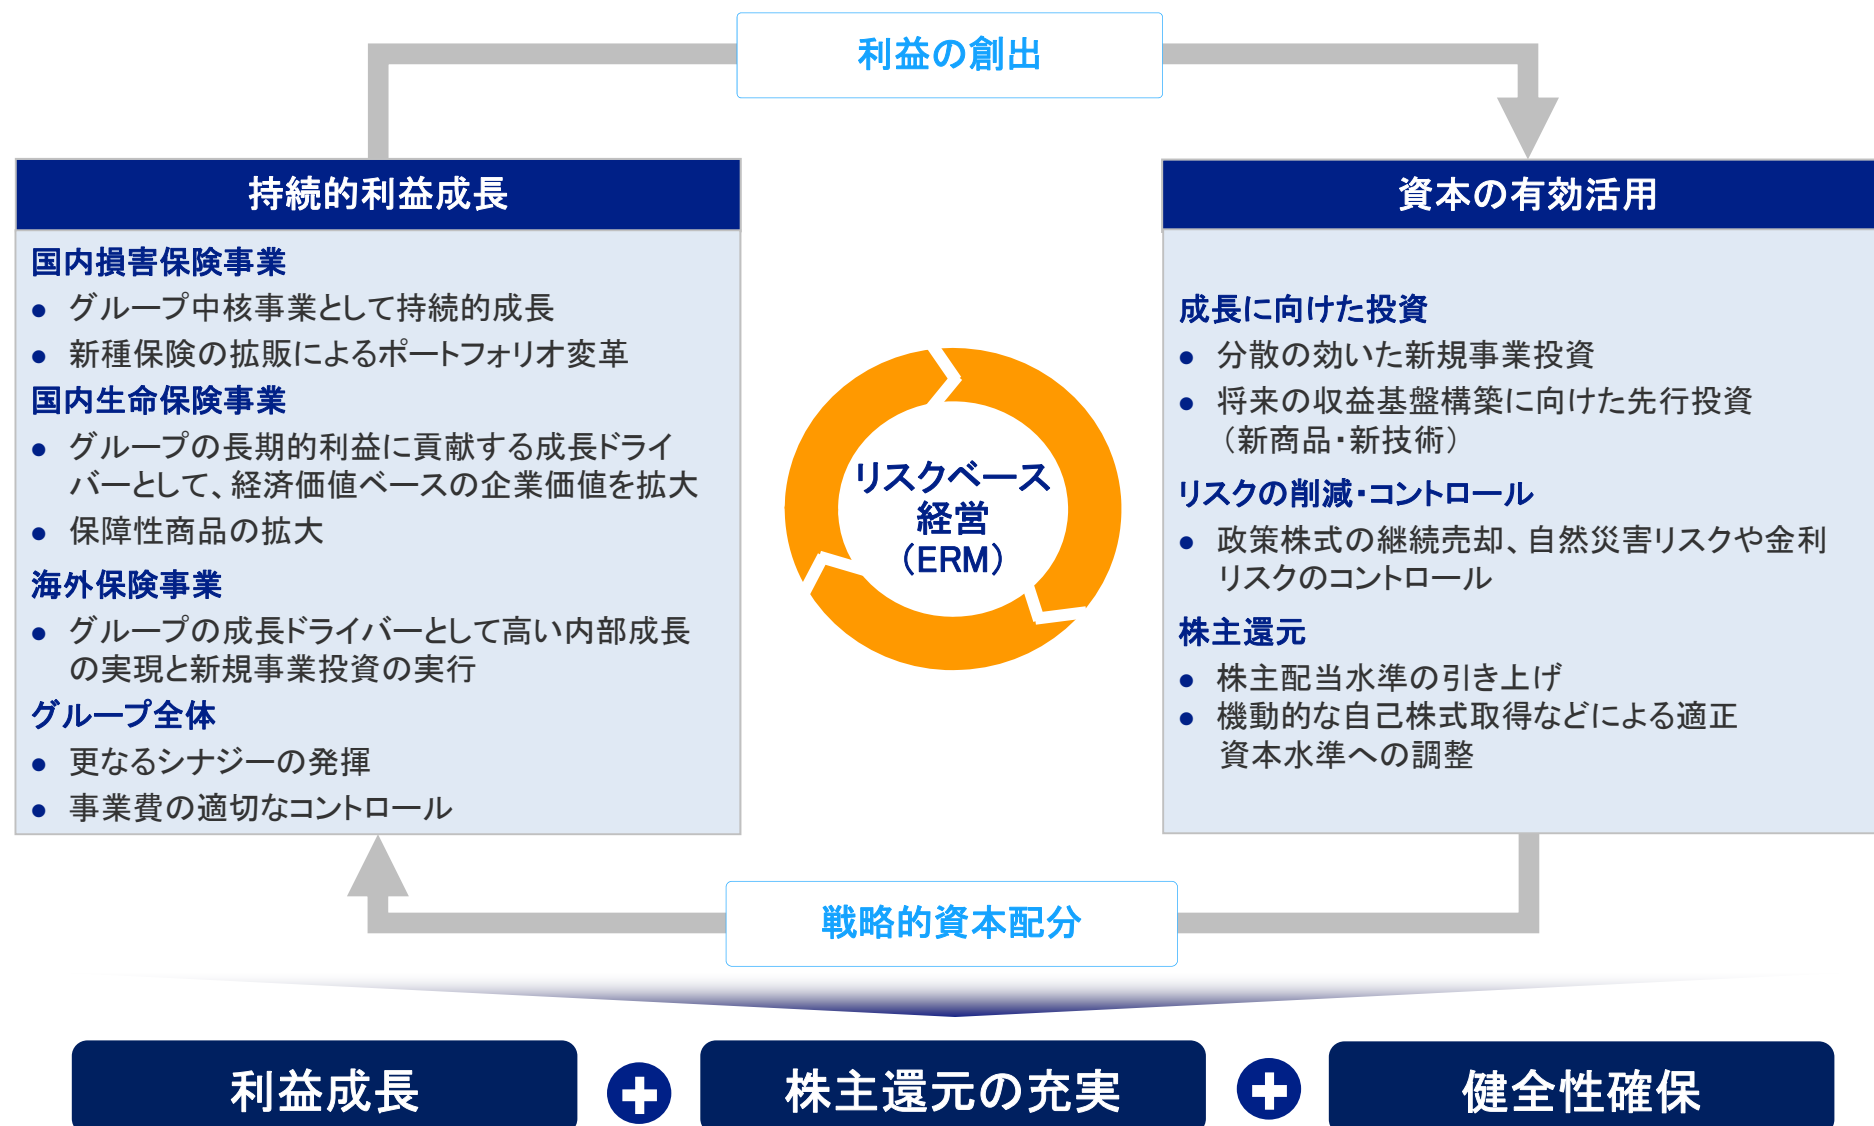 利益の創出
持続的利益成長
国内損害保険事業
● グループ中核事業として持続的成長
● 新種保険の拡販によるポートフォリオ変革
国内生命保険事業
● グループの長期的利益に貢献する成長ドライ
バーとして、経済価値ベースの企業価値を拡大
● 保障性商品の拡大
海外保険事業
● グループの成長ドライバーとして高い内部成長
の実現と新規事業投資の実行
グループ全体
● 更なるシナジーの発揮
● 事業費の適切なコントロール
リスクベース
経営
（ERM）
資本の有効活用
成長に向けた投資
● 分散の効いた新規事業投資
● 将来の収益基盤構築に向けた先行投資
（新商品・新技術）
リスクの削減・コントロール
● 政策株式の継続売却、自然災害リスクや金利
リスクのコントロール
株主還元
● 株主配当水準の引き上げ
● 機動的な自己株式取得などによる適正
資本水準への調整
戦略的資本配分
利益成長
+
株主還元の充実
+
健全性確保